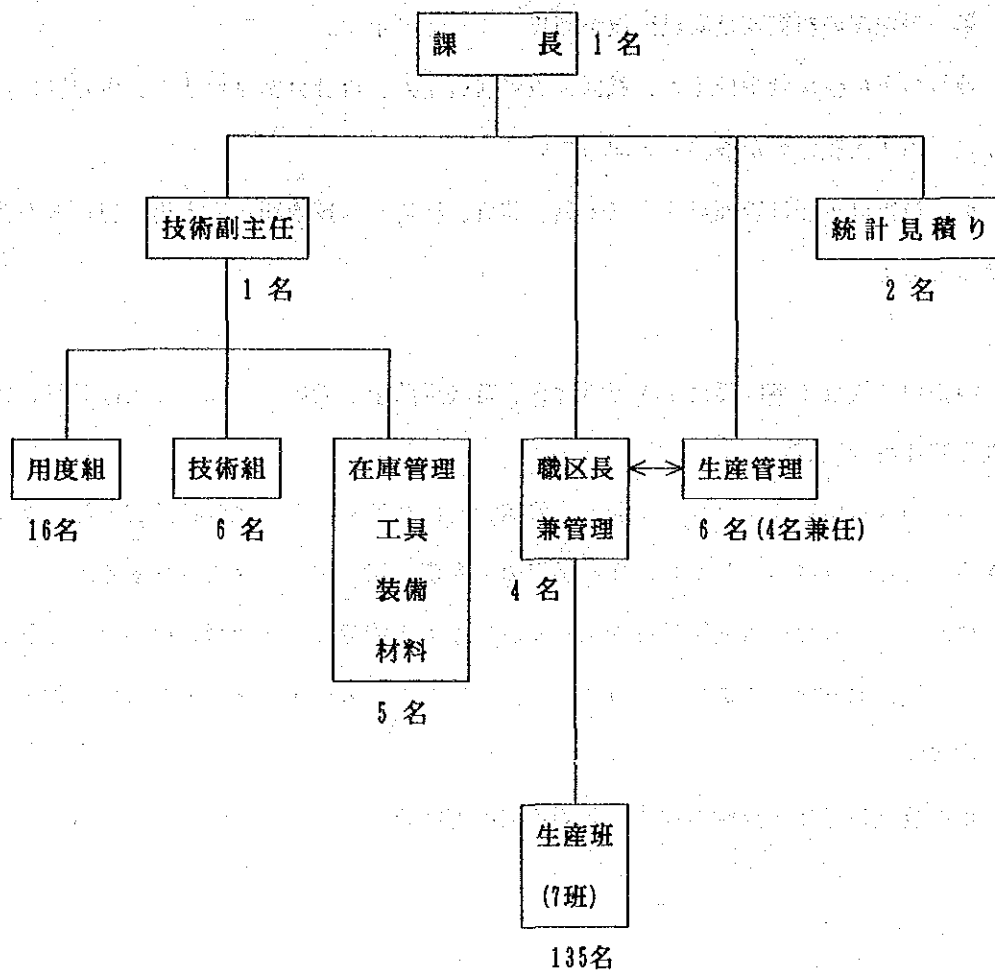 課長 1名
技術副主任
1名
統計見積り
2名
用度組
16名
技術組
6名
在庫管理
工具
装備
材料
5名
職区長
兼管理
4名
生産管理
6名(4名兼任)
生産班
(7班)
135名